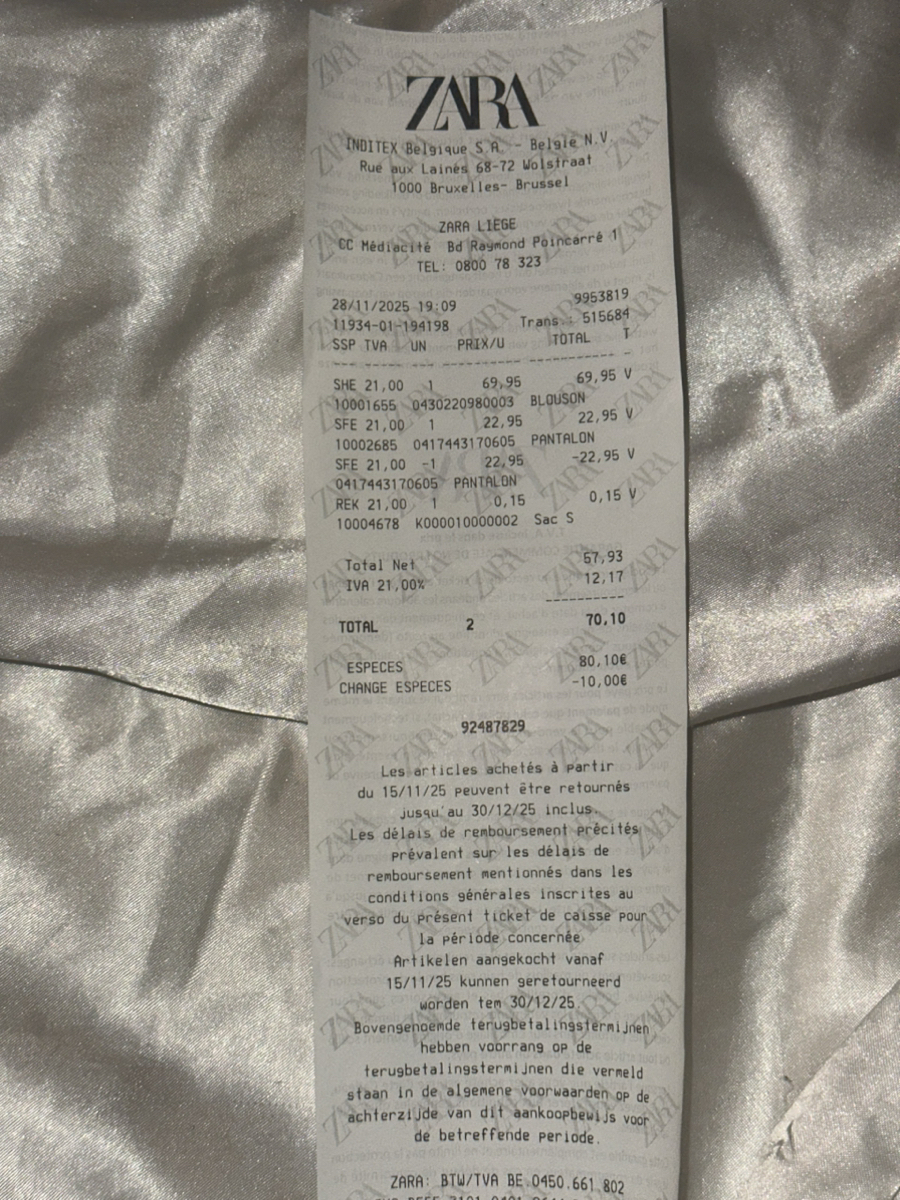 ZARA
INDITEX Belgique S.A. - Belgïe N.V.
Rue aux Laines 68-72 Wolstraat
1000 Bruxelles- Brussel
ZARA LIEGE
CC Médiacité Bd Raymond Poincarré 1
TEL: 0800 78 323
28/11/2025 19:09 9953819
11934-01-194198 Trans.: 515684
SSP TVA UN PRIX/U TOTAL T
SHE 21,00 1 69,95 69,95 V
10001655 0430220980003 BLOUSON
SFE 21,00 1 22,95 22,95 V
10002685 0417443170605 PANTALON
SFE 21,00 -1 22,95 -22,95 V
0417443170605 PANTALON
REK 21,00 1 0,15 0,15 V
10004678 K000010000002 Sac S
Total Net 57,93
IVA 21,00% 12,17
TOTAL 2 70,10
ESPECES 80,10€
CHANGE ESPECES -10,00€
92487829
Les articles achetés à partir
du 15/11/25 peuvent être retournés
jusqu'au 30/12/25 inclus.
Les délais de remboursement précités
prévalent sur les délais de
remboursement mentionnés dans les
conditions générales inscrites au
verso du présent ticket de caisse pour
la période concernée
Artikelen aangekocht vanaf
15/11/25 kunnen geretourneerd
worden tem 30/12/25.
Bovengenoemde terugbetalingstermijnen
hebben voorrang op de
terugbetalingstermijnen die vermeld
staan in de algemene voorwaarden op de
achterzijde van dit aankoopbewijs voor
de betreffende periode.
ZARA: BTW/TVA BE 0450.661.802